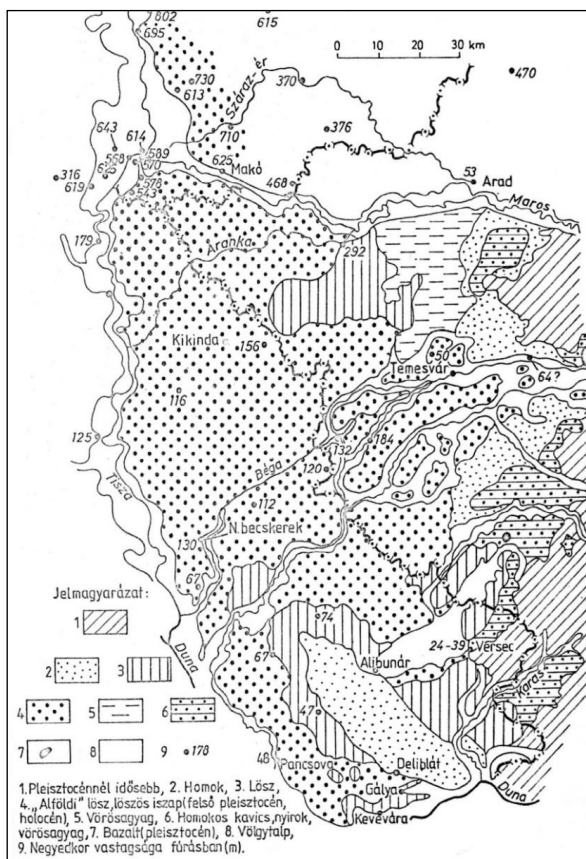 802
695
615
0 10 20 30 km
730
613
Száraz-ér
370
470
643
614
710
376
568
589
570
625
Makó
316
619
578
468
53
Arad
Maros
179
Aranka
292
Kikinda
156
50
Temesvár
64?
116
125
132
184
120
Tisza
Béga
112
N.becskerek
130
67
Jelmagyarázat:
1
74
Duna
67
24-39
Versec
Alibunár
Karas
2
3
47
4
5
6
48
Pancsova
Deliblát
7
8
9
178
Gálya
Duna
Kevevára
1.Pleisztocénnél idősebb, 2. Homok, 3. Lösz,
4. „Alföldi” lösz, löszös iszap(felső pleisztocén,
holocén), 5. Vörösagyag, 6. Homokos kavics, nyirok,
vörösagyag, 7. Bazalt(pleisztocén), 8. Völgytalp,
9. Negyedkor vastagsága fúrásban (m).